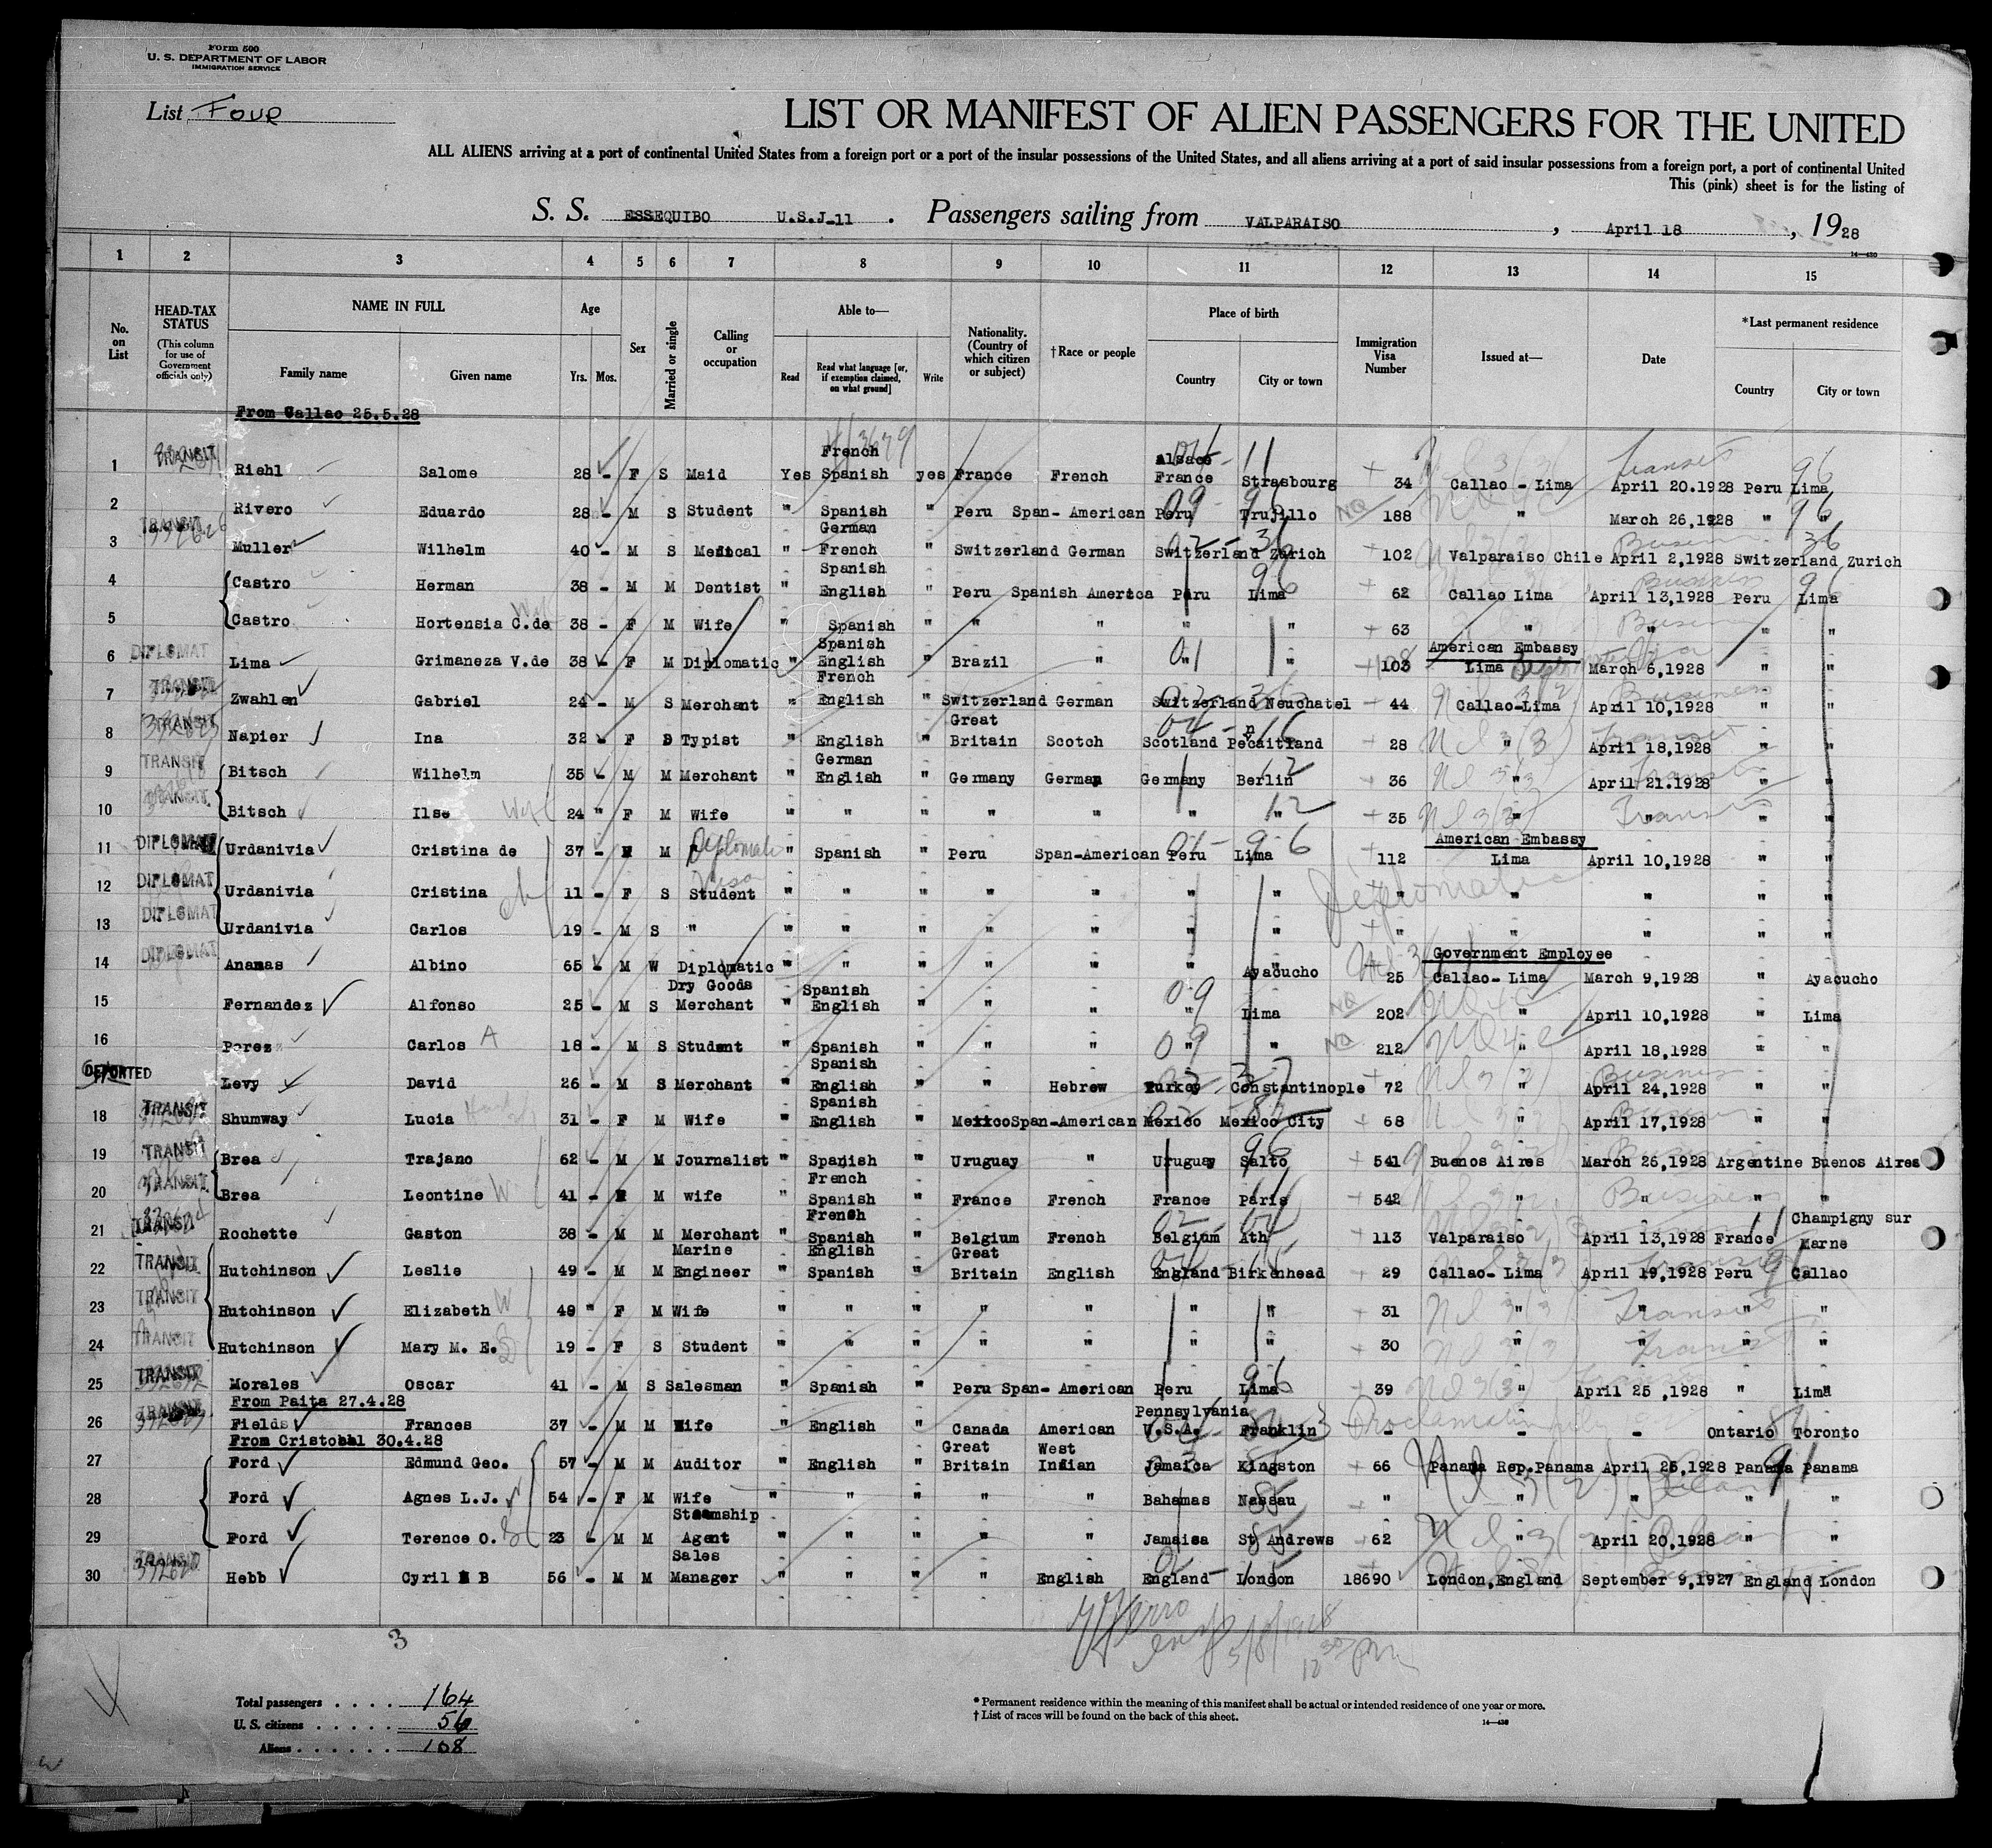 Form 500
U. S. DEPARTMENT OF LABOR
IMMIGRATION SERVICE
List Four
LIST OR MANIFEST OF ALIEN PASSENGERS FOR THE UNITED
ALL ALIENS arriving at a port of continental United States from a foreign port or a port of the insular possessions of the United States, and all aliens arriving at a port of said insular possessions from a foreign port, a port of continental United
This (pink) sheet is for the listing of
S. S. ESSEQUIBO U.S.J-11 . Passengers sailing from VALPARAISO , April 18 , 1928
14—430
1 2 3 4 5 6 7 8 9 10 11 12 13 14 15
No. on List HEAD-TAX STATUS (This column for use of Government officials only) NAME IN FULL Family name Given name Age Yrs. Mos. Sex Married or single Calling or occupation Able to— Read Read what language [or, if exemption claimed, on what ground] Write Nationality. (Country of which citizen or subject) †Race or people Place of birth Country City or town Immigration Visa Number Issued at— Date *Last permanent residence Country City or town
From Callao 25.5.28
1 TRANSIT Riehl Salome 28 - F S Maid Yes French Spanish yes France French Alsace France Strasbourg 34 Callao - Lima April 20.1928 Peru Lima
2 Rivero Eduardo 28 - M S Student " Spanish " Peru Span- American Peru Trujillo 188 " March 26,1928 " "
3 TRANSIT Muller Wilhelm 40 - M S Medical " German French " Switzerland German Switzerland Zurich 102 Valparaiso Chile April 2,1928 Switzerland Zurich
4 Castro Herman 38 - M M Dentist " Spanish English " Peru Spanish America Peru Lima 62 Callao Lima April 13,1928 Peru Lima
5 Castro Hortensia C.de 38 - F M Wife " Spanish " " " " " 63 " " " "
6 DIPLOMAT Lima Grimaneza V.de 38 - F M Diplomatic " Spanish English " Brazil " " " 103 American Embassy Lima March 6,1928 " "
7 TRANSIT Zwahlen Gabriel 24 - M S Merchant " French English " Switzerland German Switzerland Neuchatel 44 Callao-Lima April 10,1928 " "
8 TRANSIT Napier Ina 32 - F D Typist " English " Great Britain Scotch Scotland Pecaitland 28 " April 18,1928 " "
9 TRANSIT Bitsch Wilhelm 35 - M M Merchant " German English " Germany German Germany Berlin 36 " April 21.1928 " "
10 TRANSIT Bitsch Ilse 24 " F M Wife " " " " " " " 35 " " " "
11 DIPLOMAT Urdanivia Cristina de 37 - M Diplomatic " Spanish " Peru Span-American Peru Lima 112 American Embassy Lima April 10,1928 " "
12 DIPLOMAT Urdanivia Cristina 11 - F S Student " " " " " " " " " " " "
13 DIPLOMAT Urdanivia Carlos 19 - M S " " " " " " " " " " " " "
14 DIPLOMAT Ananas Albino 65 - M W Diplomatic " " " " " " Ayacucho 25 Government Employee Callao- Lima March 9,1928 " Ayacucho
15 Fernandez Alfonso 25 - M S Dry Goods Merchant " Spanish English " " " " Lima 202 " April 10,1928 " Lima
16 Perez Carlos A 18 - M S Student " Spanish " " " " " 212 " April 18,1928 " "
DEPORTED Levy David 26 - M S Merchant " Spanish English " " Hebrew Turkey Constantinople 72 " April 24,1928 " "
18 TRANSIT Shumway Lucia 31 - F M Wife " Spanish English " Mexico Span-American Mexico Mexico City 68 " April 17,1928 " "
19 TRANSIT Brea Trajano 62 - M M Journalist " Spanish " Uruguay " Uruguay Salto 541 Buenos Aires March 26,1928 Argentine Buenos Aires
20 TRANSIT Brea Leontine 41 - M wife " French Spanish " France French France Paris 542 " " " "
21 TRANSIT Rochette Gaston 38 - M M Merchant " French Spanish " Belgium French Belgium Ath 113 Valparaiso April 13,1928 France Champigny sur Marne
22 TRANSIT Hutchinson Leslie 49 - M M Marine Engineer " English Spanish " Great Britain English England Birkenhead 29 Callao- Lima April 19,1928 Peru Callao
23 TRANSIT Hutchinson Elizabeth 49 " F M Wife " " " " " " " 31 " " " "
24 TRANSIT Hutchinson Mary M. E. 19 - F S Student " " " " " " " 30 " " " "
25 TRANSIT Morales Oscar 41 - M S Salesman " Spanish " Peru Span- American Peru Lima 39 " April 25 ,1928 " Lima
From Paita 27.4.28
26 TRANSIT Fields Frances 37 - M M Wife " English " Canada American Pennsylvania U.S.A. Franklin - - - Ontario Toronto
From Cristobal 30.4.28
27 Ford Edmund Geo. 57 - M M Auditor " English " Great Britain West Indian Jamaica Kingston 66 Panama Rep.Panama April 25,1928 Panama Panama
28 Ford Agnes L.J. 54 - F M Wife " " " " " Bahamas Nassau " " " " "
29 Ford Terence O. 23 - M M Steamship Agent " " " " " Jamaica St Andrews 62 " April 20,1928 " "
30 TRANSIT Hebb Cyril B 56 - M M Sales Manager " " " " English England London 18690 London,England September 9,1927 England London
3
Total passengers . . . . 164
U. S. citizens . . . . . 56
Aliens . . . . . . 108
* Permanent residence within the meaning of this manifest shall be actual or intended residence of one year or more.
† List of races will be found on the back of this sheet.
14—430